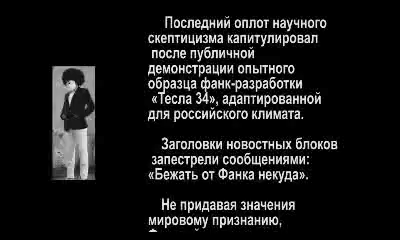 Последний оплот научного
скептицизма капитулировал
после публичной
демонстрации опытного
образца фанк-разработки
«Тесла 34», адаптированной
для российского климата.
Заголовки новостных блоков
запестрели сообщениями:
«Бежать от Фанка некуда».
Не придавая значения
мировому признанию,